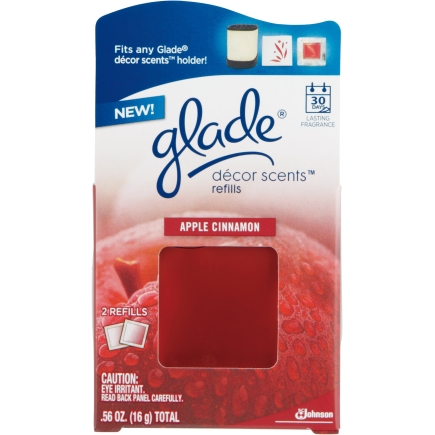 Fits any Glade®
décor scents™ holder!
NEW!
glade®
30
DAY
LASTING
FRAGRANCE
décor scents™
refills
APPLE CINNAMON
2 REFILLS
CAUTION:
EYE IRRITANT.
READ BACK PANEL CAREFULLY.
.56 OZ. (16 g) TOTAL
SC Johnson